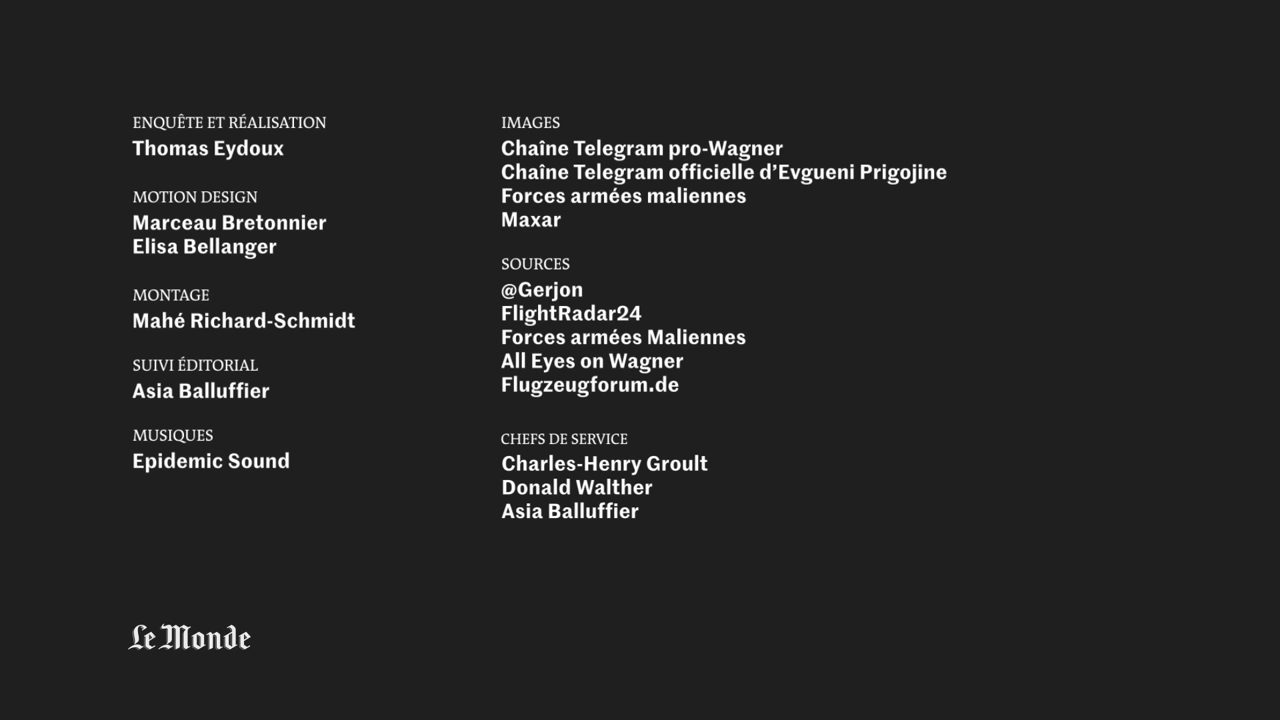 ENQUÊTE ET RÉALISATION
Thomas Eydoux
MOTION DESIGN
Marceau Bretonnier
Elisa Bellanger
MONTAGE
Mahé Richard-Schmidt
SUIVI ÉDITORIAL
Asia Balluffier
MUSIQUES
Epidemic Sound
IMAGES
Chaîne Telegram pro-Wagner
Chaîne Telegram officielle d’Evgueni Prigojine
Forces armées maliennes
Maxar
SOURCES
@Gerjon
FlightRadar24
Forces armées Maliennes
All Eyes on Wagner
Flugzeugforum.de
CHEFS DE SERVICE
Charles-Henry Groult
Donald Walther
Asia Balluffier
Le Monde